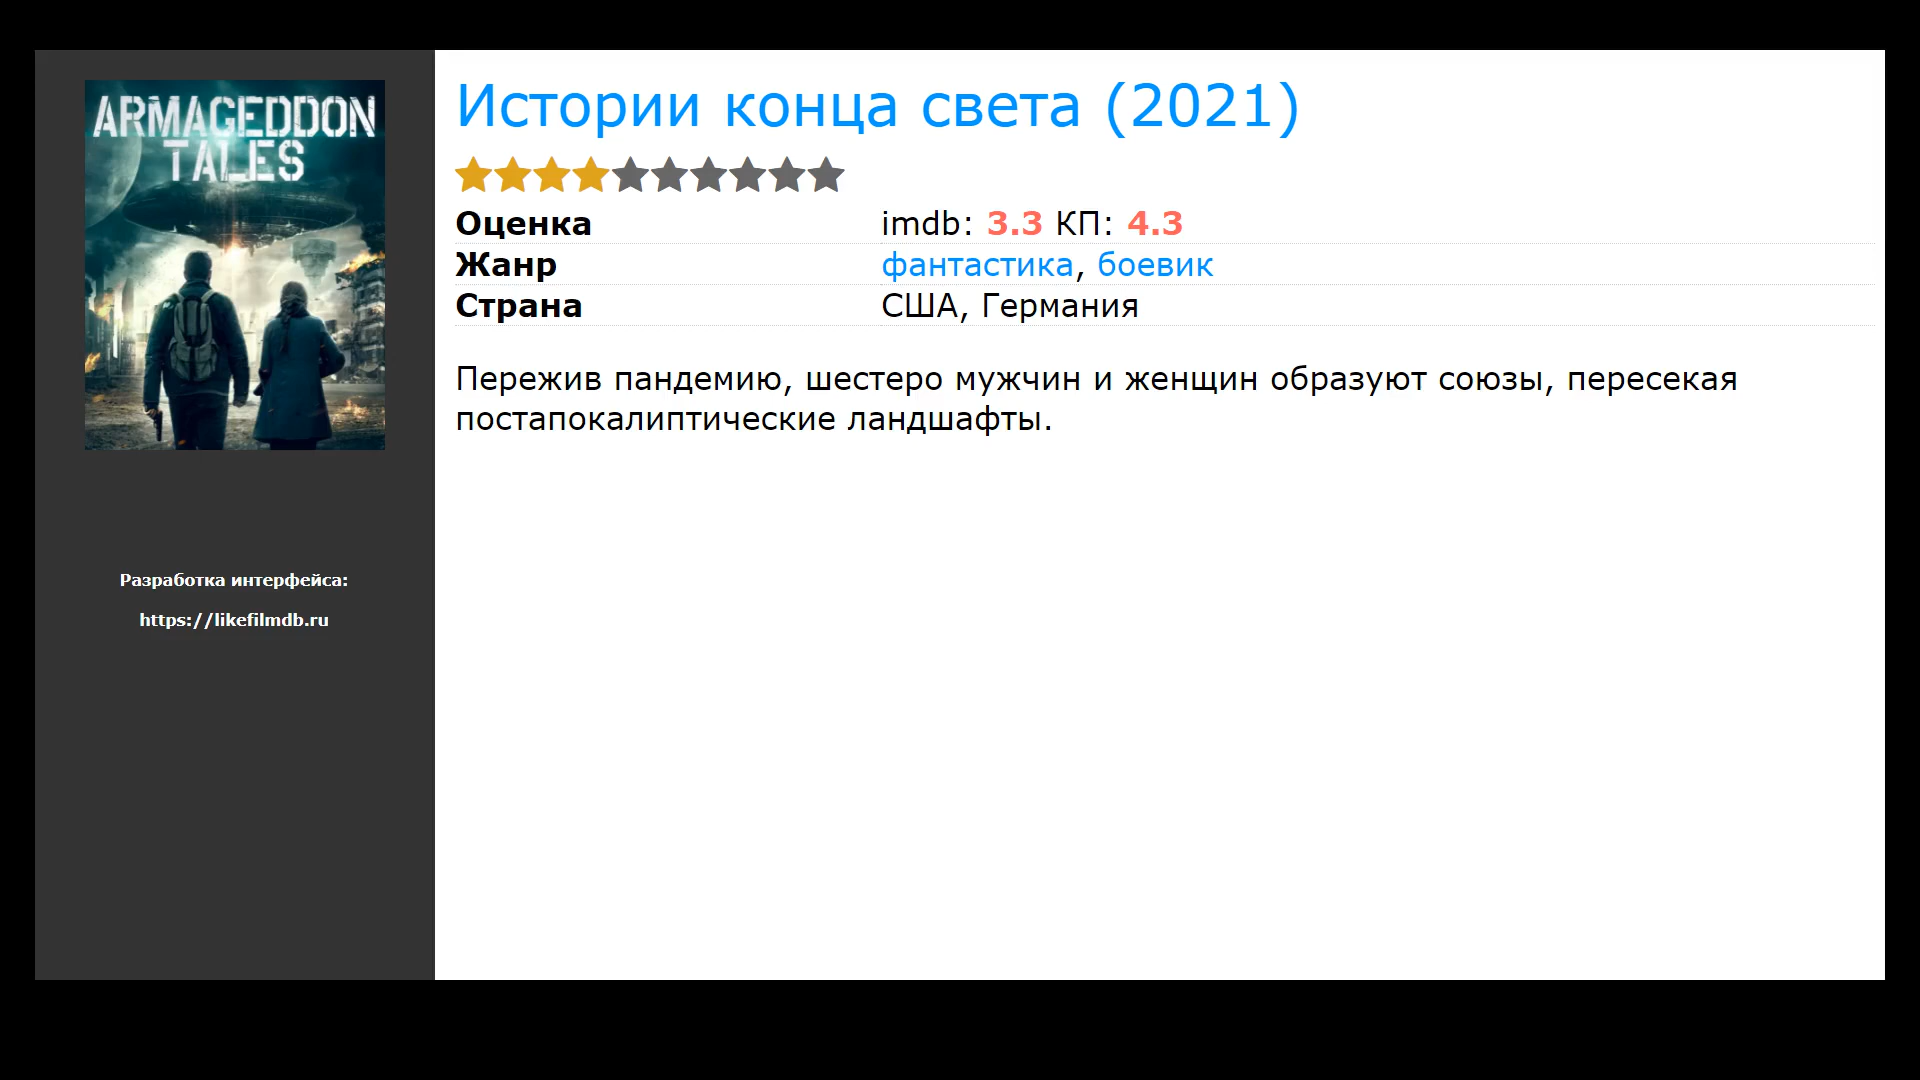 ARMAGEDDON
TALES
Разработка интерфейса:
https://likefilmdb.ru
Истории конца света (2021)
Оценка imdb: 3.3 КП: 4.3
Жанр фантастика, боевик
Страна США, Германия
Пережив пандемию, шестеро мужчин и женщин образуют союзы, пересекая
постапокалиптические ландшафты.